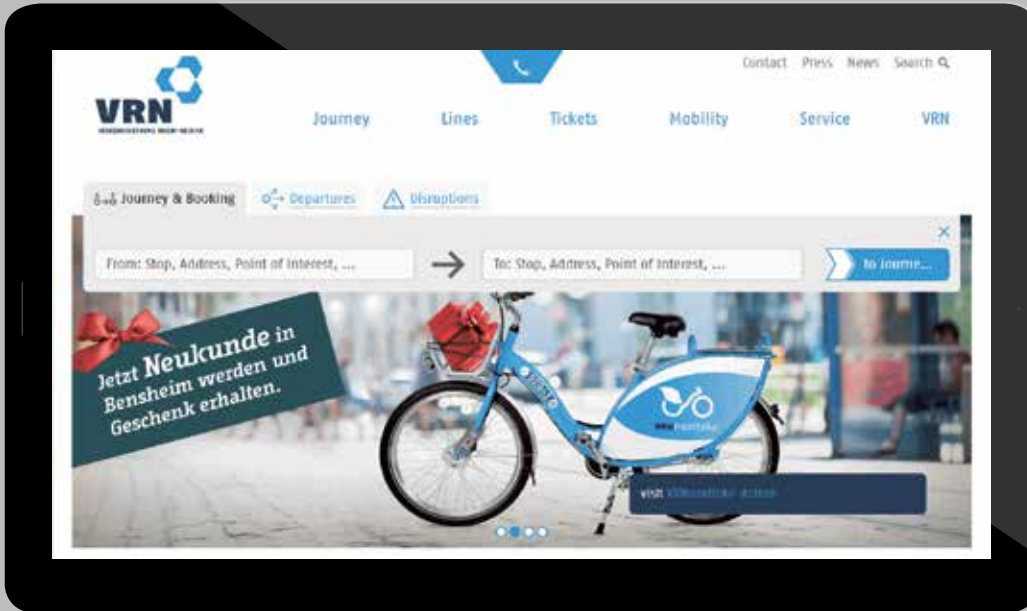 Contact Press News Search
VRN
Journey Lines Tickets Mobility Service VRN
Journey & Booking Departures Disruptions
From: Stop, Address, Point of Interest, ...
To: Stop, Address, Point of Interest, ...
to Journe...
Jetzt Neukunde in
Bensheim werden und
Geschenk erhalten.
visit